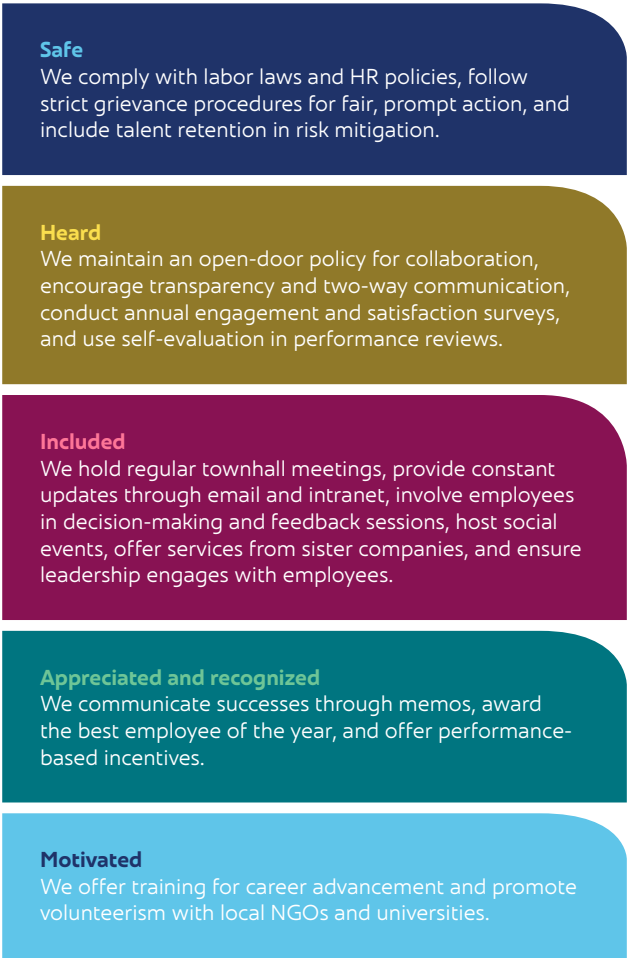 Safe
We comply with labor laws and HR policies, follow
strict grievance procedures for fair, prompt action, and
include talent retention in risk mitigation.
Heard
We maintain an open-door policy for collaboration,
encourage transparency and two-way communication,
conduct annual engagement and satisfaction surveys,
and use self-evaluation in performance reviews.
Included
We hold regular townhall meetings, provide constant
updates through email and intranet, involve employees
in decision-making and feedback sessions, host social
events, offer services from sister companies, and ensure
leadership engages with employees.
Appreciated and recognized
We communicate successes through memos, award
the best employee of the year, and offer performance-
based incentives.
Motivated
We offer training for career advancement and promote
volunteerism with local NGOs and universities.